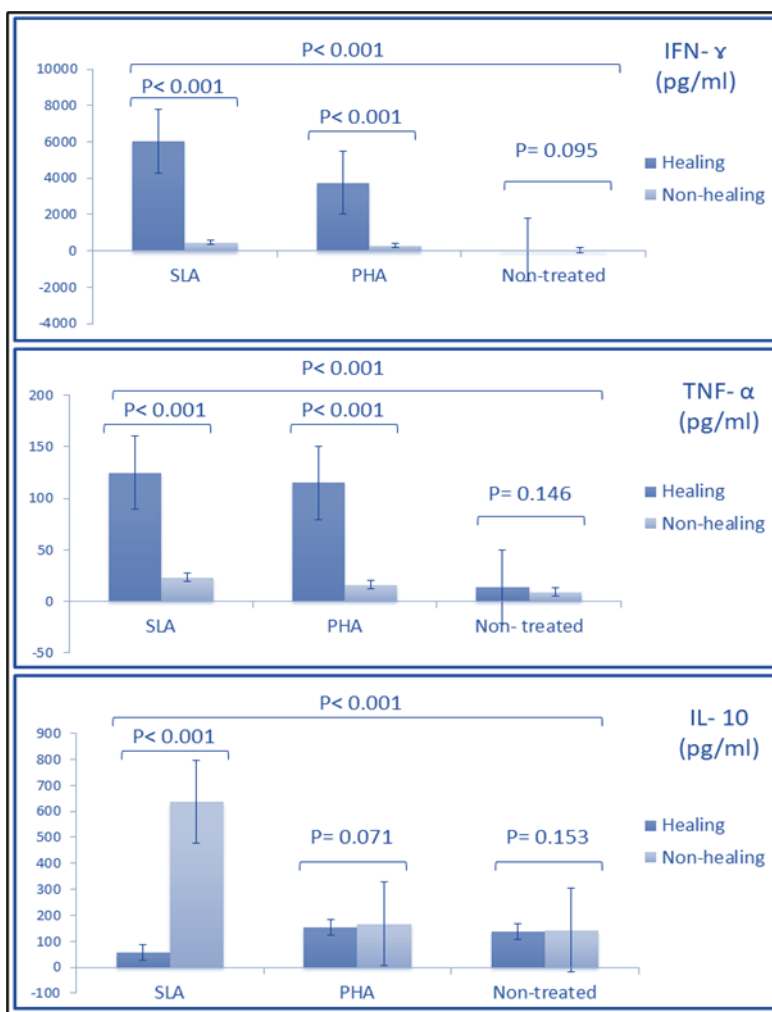 P< 0.001
IFN- ɤ
(pg/ml)
10000
8000
6000
4000
2000
0
-2000
-4000
P< 0.001
P< 0.001
P= 0.095
Healing
Non-healing
SLA
PHA
Non-treated
P< 0.001
TNF- α
(pg/ml)
200
150
100
50
0
-50
P< 0.001
P< 0.001
P= 0.146
Healing
Non-healing
SLA
PHA
Non- treated
P< 0.001
IL- 10
(pg/ml)
900
800
700
600
500
400
300
200
100
0
-100
P< 0.001
P= 0.071
P= 0.153
Healing
Non-healing
SLA
PHA
Non-treated